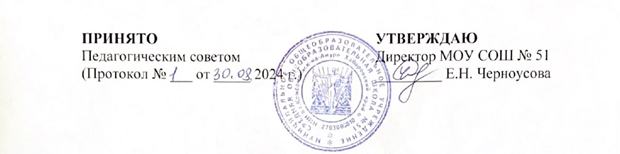 ПРИНЯТО УТВЕРЖДАЮ
Педагогическим советом Директор МОУ СОШ № 51
(Протокол № 1 от 30.08 2024 г.) Е.Н. Черноусова